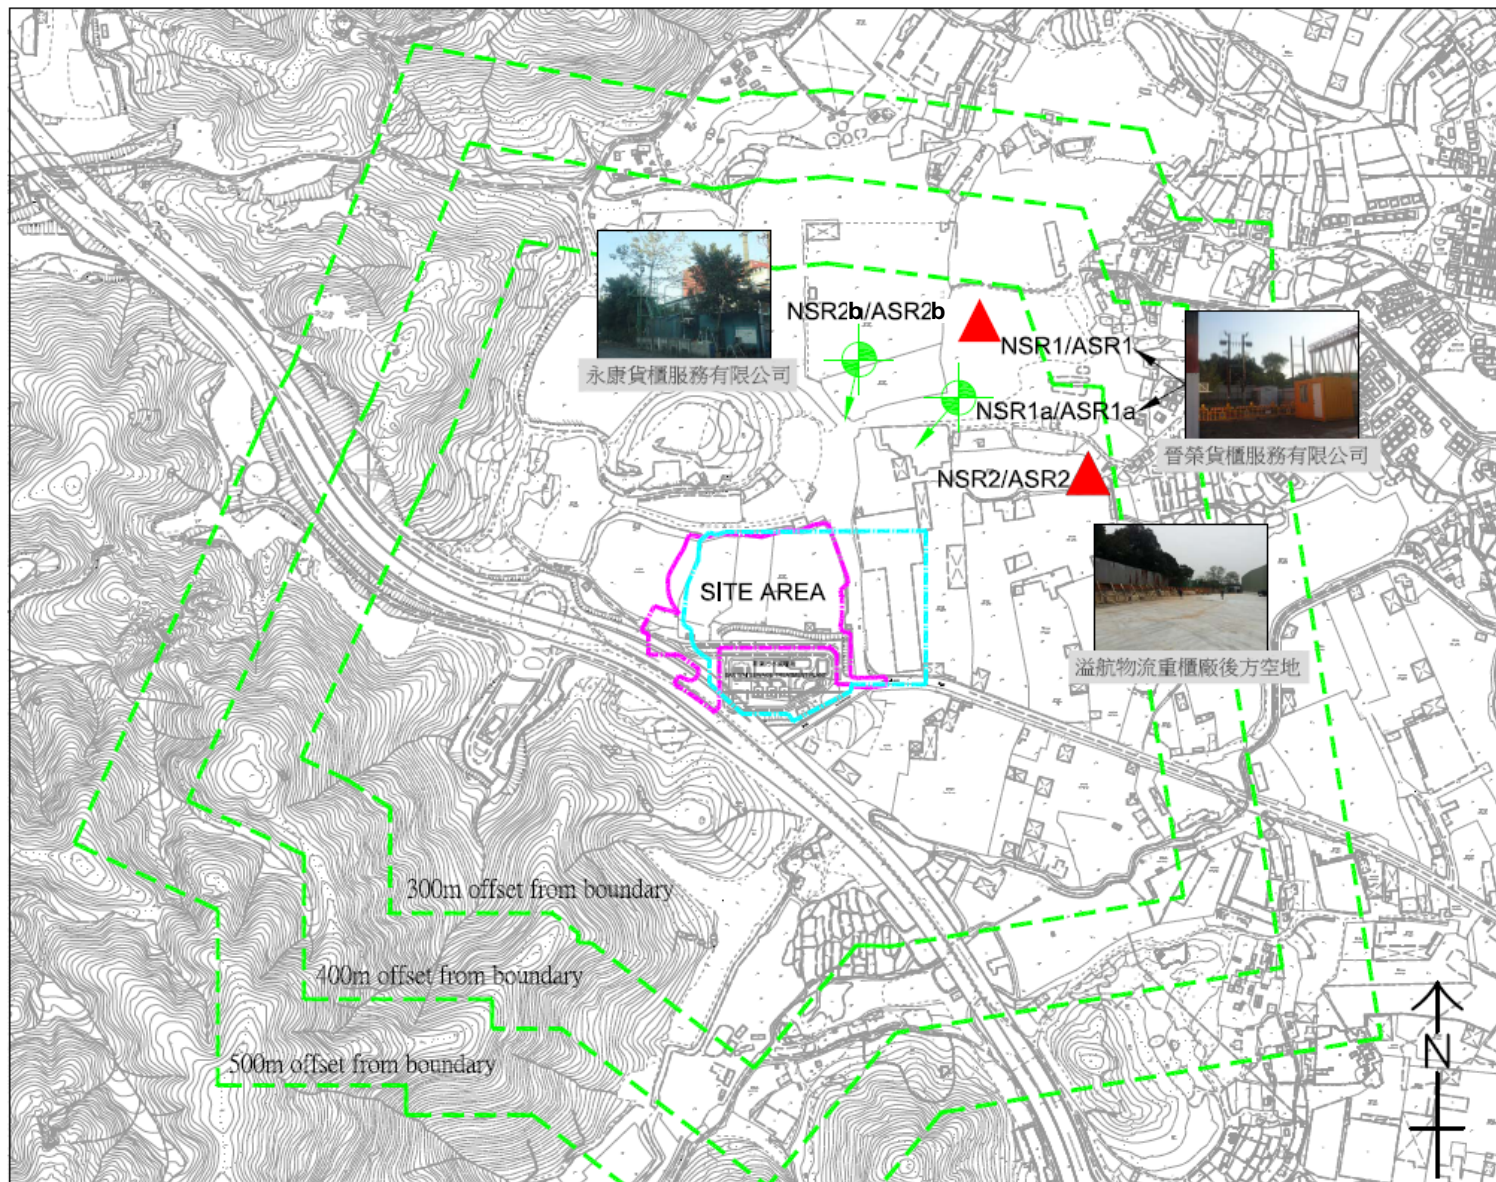 NSR2b/ASR2b
NSR1/ASR1
永康貨櫃服務有限公司
NSR1a/ASR1a
晉榮貨櫃服務有限公司
NSR2/ASR2
SITE AREA
溢航物流重櫃廠後方空地
300m offset from boundary
400m offset from boundary
500m offset from boundary
N